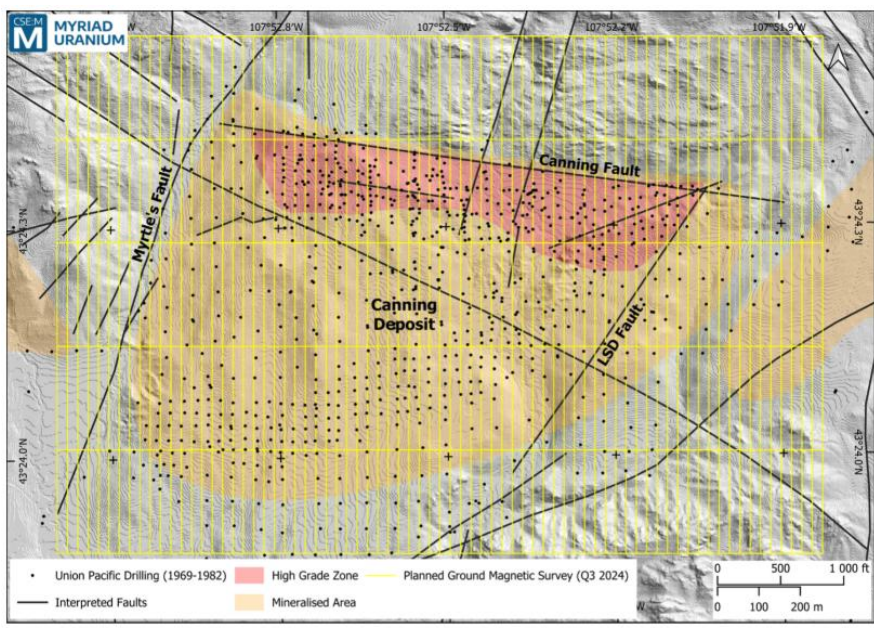 CSE:M
M
MYRIAD
URANIUM
107°52.8'W
107°52.5'W
107°52.2'W
107°51.9'W
Canning Fault
Myrtle's Fault
43°24.3'N
43°24.3'N
Canning
Deposit
LSD Fault
43°24.0'N
43°24.0'N
Union Pacific Drilling (1969-1982)
High Grade Zone
Planned Ground Magnetic Survey (Q3 2024)
Interpreted Faults
Mineralised Area
0 500 1 000 ft
0 100 200 m